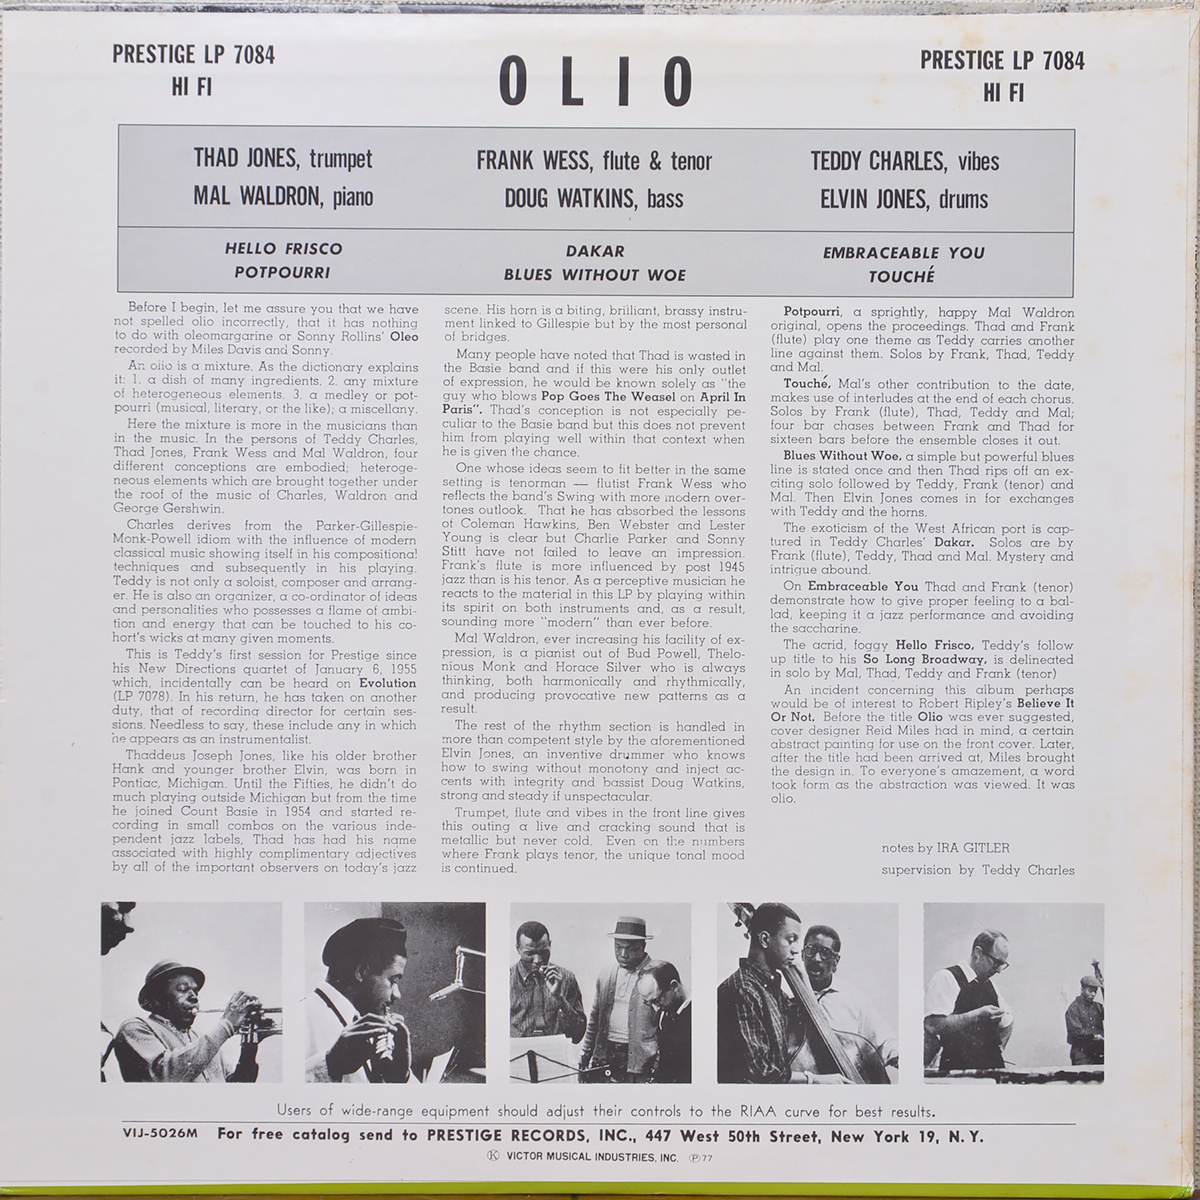 PRESTIGE LP 7084
HI FI
OLIO
PRESTIGE LP 7084
HI FI
THAD JONES, trumpet
MAL WALDRON, piano
FRANK WESS, flute & tenor
DOUG WATKINS, bass
TEDDY CHARLES, vibes
ELVIN JONES, drums
HELLO FRISCO
POTPOURRI
DAKAR
BLUES WITHOUT WOE
EMBRACEABLE YOU
TOUCHÉ
Before I begin, let me assure you that we have
not spelled olio incorrectly, that it has nothing
to do with oleomargarine or Sonny Rollins' Oleo
recorded by Miles Davis and Sonny.
An olio is a mixture. As the dictionary explains
it: 1. a dish of many ingredients. 2. any mixture
of heterogeneous elements. 3. a medley or pot-
pourri (musical, literary, or the like); a miscellany.
Here the mixture is more in the musicians than
in the music. In the persons of Teddy Charles,
Thad Jones, Frank Wess and Mal Waldron, four
different conceptions are embodied; heteroge-
neous elements which are brought together under
the roof of the music of Charles, Waldron and
George Gershwin.
Charles derives from the Parker-Gillespie-
Monk-Powell idiom with the influence of modern
classical music showing itself in his compositional
techniques and subsequently in his playing.
Teddy is not only a soloist, composer and arrang-
er. He is also an organizer, a co-ordinator of ideas
and personalities who possesses a flame of ambi-
tion and energy that can be touched to his co-
hort's wicks at many given moments.
This is Teddy's first session for Prestige since
his New Directions quartet of January 6, 1955
which, incidentally can be heard on Evolution
(LP 7078). In his return, he has taken on another
duty, that of recording director for certain ses-
sions. Needless to say, these include any in which
he appears as an instrumentalist.
Thaddeus Joseph Jones, like his older brother
Hank and younger brother Elvin, was born in
Pontiac, Michigan. Until the Fifties, he didn't do
much playing outside Michigan but from the time
he joined Count Basie in 1954 and started re-
cording in small combos on the various inde-
pendent jazz labels, Thad has had his name
associated with highly complimentary adjectives
by all of the important observers on today's jazz
scene. His horn is a biting, brilliant, brassy instru-
ment linked to Gillespie but by the most personal
of bridges.
Many people have noted that Thad is wasted in
the Basie band and if this were his only outlet
of expression, he would be known solely as "the
guy who blows Pop Goes The Weasel on April In
Paris". Thad's conception is not especially pe-
culiar to the Basie band but this does not prevent
him from playing well within that context when
he is given the chance.
One whose ideas seem to fit better in the same
setting is tenorman — flutist Frank Wess who
reflects the band's Swing with more modern over-
tones outlook. That he has absorbed the lessons
of Coleman Hawkins, Ben Webster and Lester
Young is clear but Charlie Parker and Sonny
Stitt have not failed to leave an impression.
Frank's flute is more influenced by post 1945
jazz than is his tenor. As a perceptive musician he
reacts to the material in this LP by playing within
its spirit on both instruments and, as a result,
sounding more "modern" than ever before.
Mal Waldron, ever increasing his facility of ex-
pression, is a pianist out of Bud Powell, Thelo-
nious Monk and Horace Silver who is always
thinking, both harmonically and rhythmically,
and producing provocative new patterns as a
result.
The rest of the rhythm section is handled in
more than competent style by the aforementioned
Elvin Jones, an inventive drummer who knows
how to swing without monotony and inject ac-
cents with integrity and bassist Doug Watkins,
strong and steady if unspectacular.
Trumpet, flute and vibes in the front line gives
this outing a live and cracking sound that is
metallic but never cold. Even on the numbers
where Frank plays tenor, the unique tonal mood
is continued.
Potpourri, a sprightly, happy Mal Waldron
original, opens the proceedings. Thad and Frank
(flute) play one theme as Teddy carries another
line against them. Solos by Frank, Thad, Teddy
and Mal.
Touché, Mal's other contribution to the date,
makes use of interludes at the end of each chorus.
Solos by Frank (flute), Thad, Teddy and Mal;
four bar chases between Frank and Thad for
sixteen bars before the ensemble closes it out.
Blues Without Woe, a simple but powerful blues
line is stated once and then Thad rips off an ex-
citing solo followed by Teddy, Frank (tenor) and
Mal. Then Elvin Jones comes in for exchanges
with Teddy and the horns.
The exoticism of the West African port is cap-
tured in Teddy Charles' Dakar. Solos are by
Frank (flute), Teddy, Thad and Mal. Mystery and
intrigue abound.
On Embraceable You Thad and Frank (tenor)
demonstrate how to give proper feeling to a bal-
lad, keeping it a jazz performance and avoiding
the saccharine.
The acrid, foggy Hello Frisco, Teddy's follow
up title to his So Long Broadway, is delineated
in solo by Mal, Thad, Teddy and Frank (tenor)
An incident concerning this album perhaps
would be of interest to Robert Ripley's Believe It
Or Not. Before the title Olio was ever suggested,
cover designer Reid Miles had in mind, a certain
abstract painting for use on the front cover. Later,
after the title had been arrived at, Miles brought
the design in. To everyone's amazement, a word
took form as the abstraction was viewed. It was
olio.
notes by IRA GITLER
supervision by Teddy Charles
Users of wide-range equipment should adjust their controls to the RIAA curve for best results.
VIJ-5026M For free catalog send to PRESTIGE RECORDS, INC., 447 West 50th Street, New York 19, N. Y.
Ⓚ VICTOR MUSICAL INDUSTRIES, INC. Ⓟ77